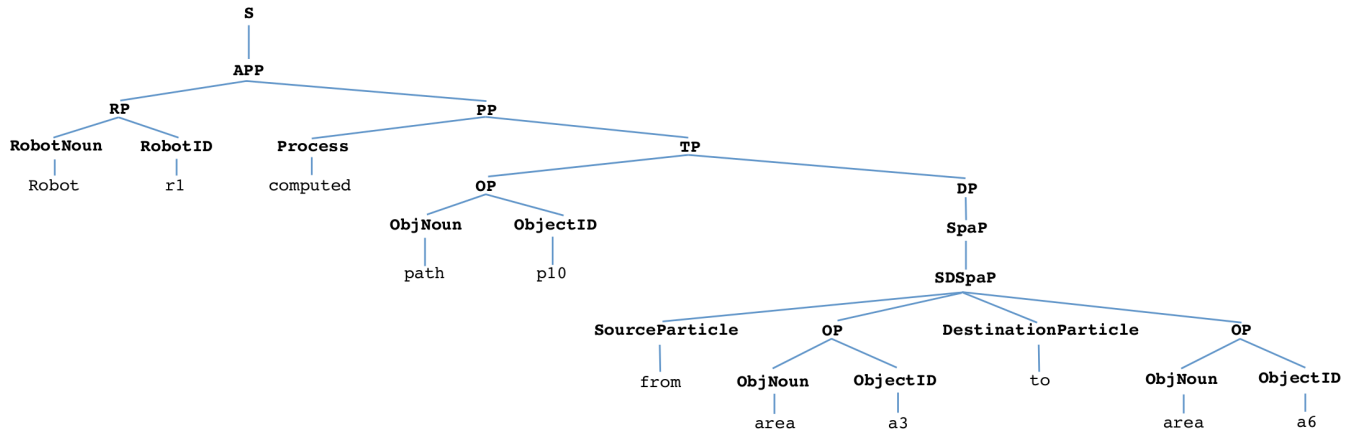 S
APP
RP PP
RobotNoun RobotID Process TP
Robot r1 computed OP DP
ObjNoun ObjectID SpaP
path p10 SDSpaP
SourceParticle OP DestinationParticle OP
from ObjNoun ObjectID to ObjNoun ObjectID
area a3 area a6